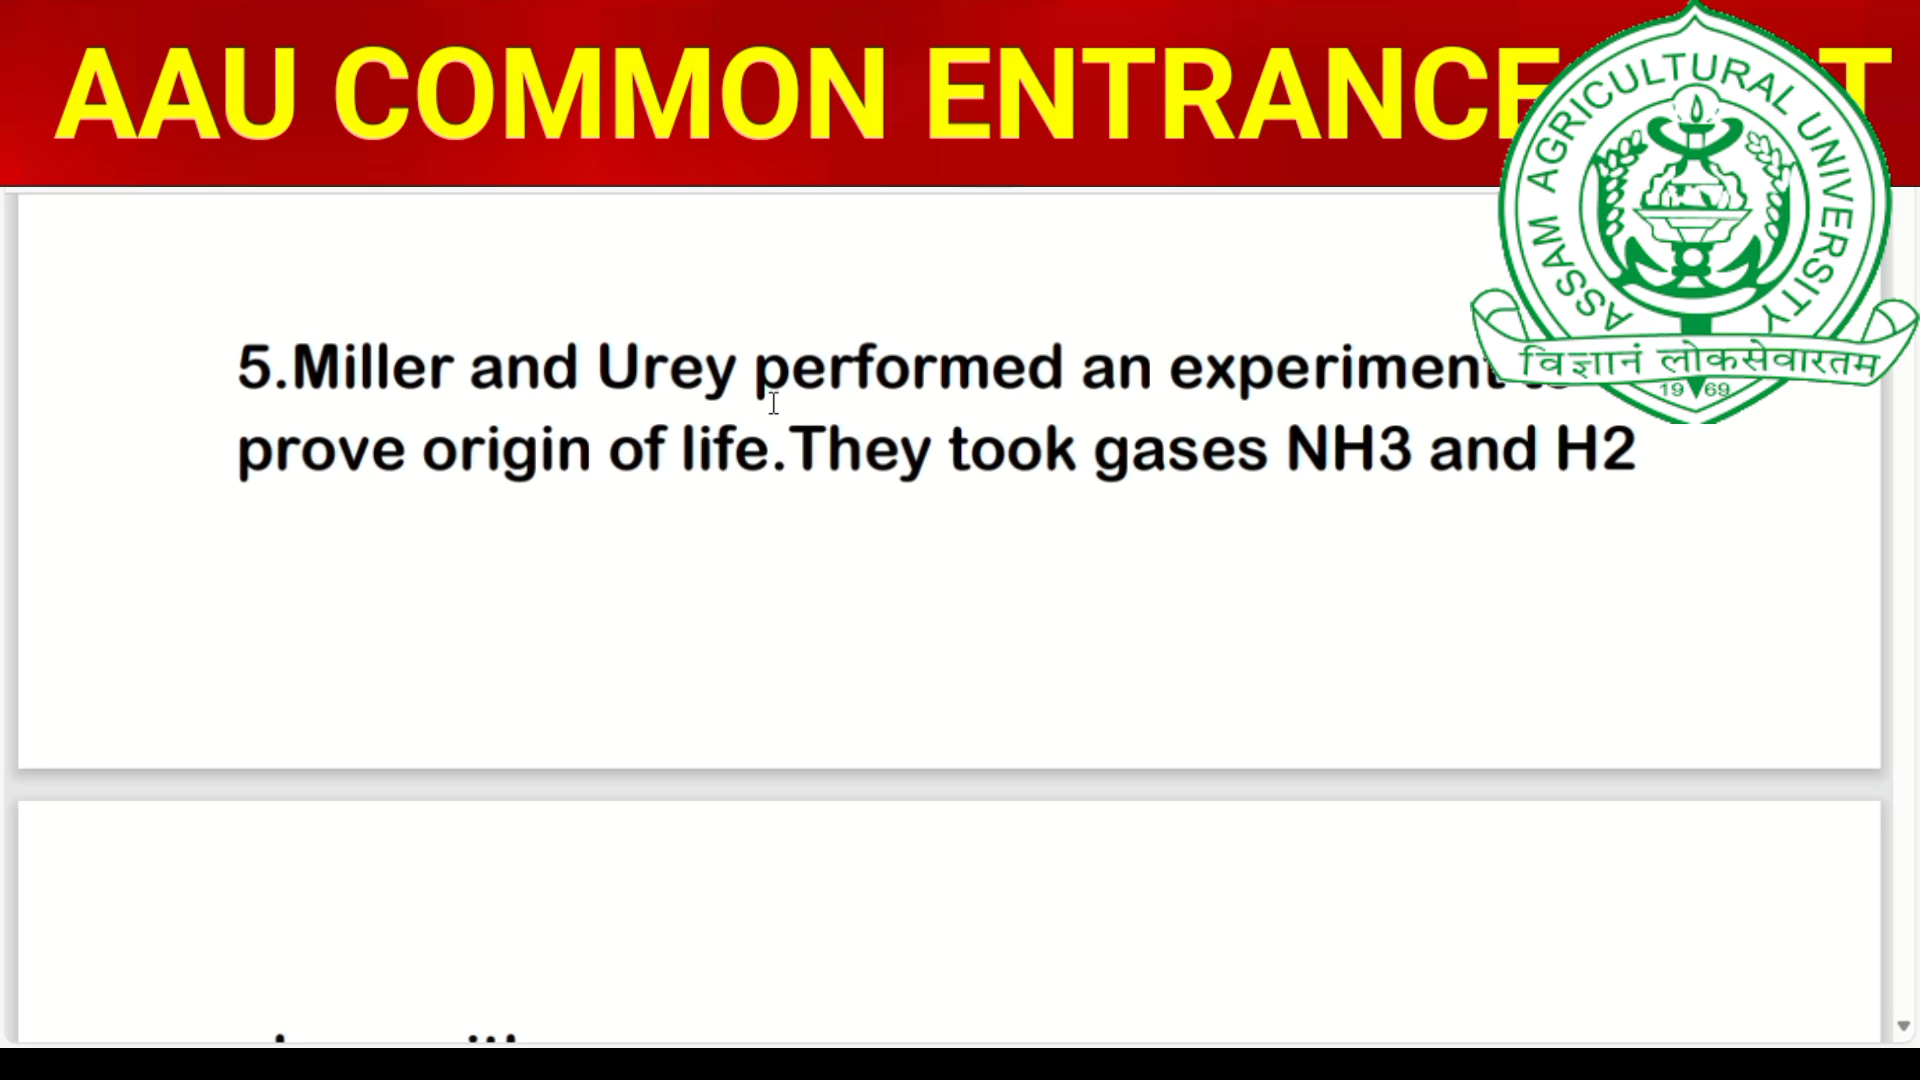 AAU COMMON ENTRANCE T
ASSAM AGRICULTURAL UNIVERSITY
विज्ञानं लोकसेवारतम
19 69
5.Miller and Urey performed an experiment
prove origin of life.They took gases NH3 and H2